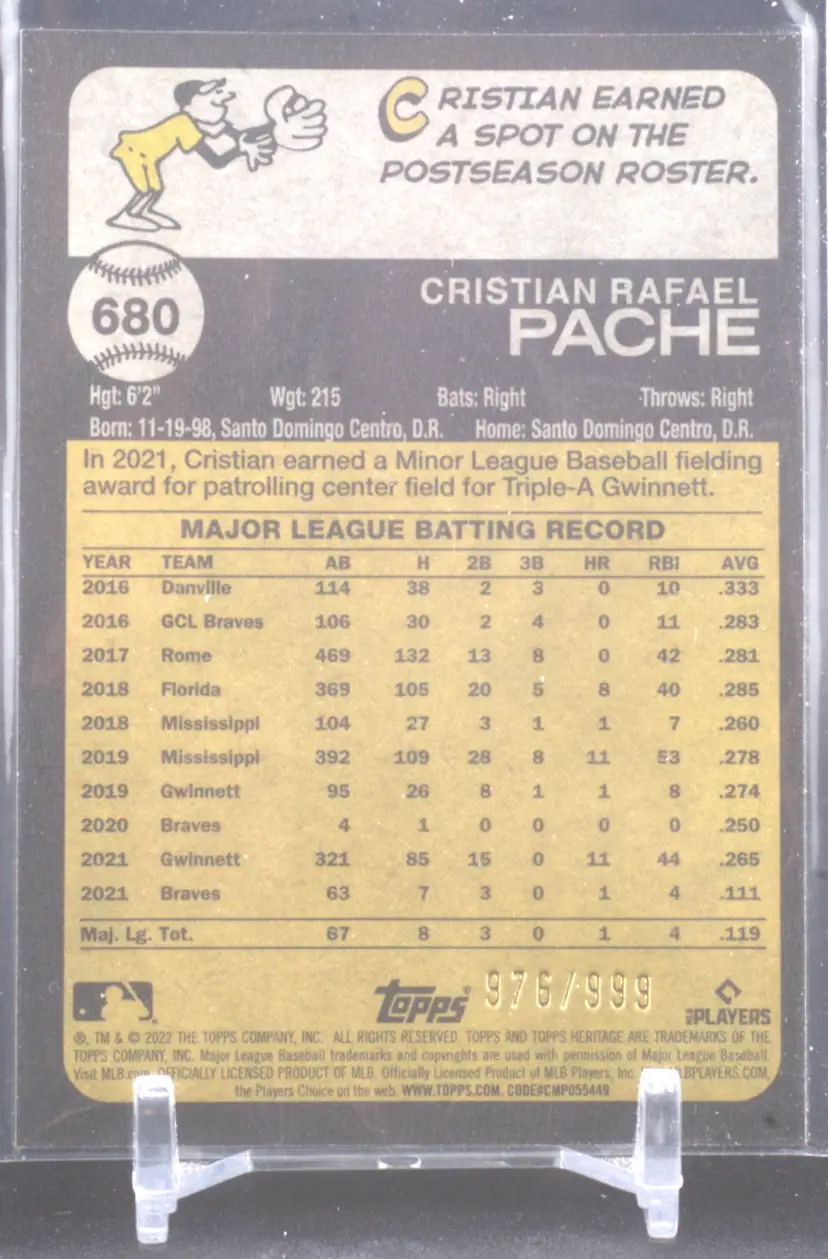 CRISTIAN EARNED
A SPOT ON THE
POSTSEASON ROSTER.
680
CRISTIAN RAFAEL
PACHE
Hgt: 6'2" Wgt: 215 Bats: Right Throws: Right
Born: 11-19-98, Santo Domingo Centro, D.R. Home: Santo Domingo Centro, D.R.
In 2021, Cristian earned a Minor League Baseball fielding
award for patrolling center field for Triple-A Gwinnett.
MAJOR LEAGUE BATTING RECORD
YEAR TEAM AB H 2B 3B HR RBI AVG
2016 Danville 114 38 2 3 0 10 .333
2016 GCL Braves 106 30 2 4 0 11 .283
2017 Rome 469 132 13 8 0 42 .281
2018 Florida 369 105 20 5 8 40 .285
2018 Mississippi 104 27 3 1 1 7 .260
2019 Mississippi 392 109 28 8 11 53 .278
2019 Gwinnett 95 26 8 1 1 8 .274
2020 Braves 4 1 0 0 0 0 .250
2021 Gwinnett 321 85 15 0 11 44 .265
2021 Braves 63 7 3 0 1 4 .111
Maj. Lg. Tot. 67 8 3 0 1 4 .119
Topps® 976/999 PLAYERS
®, TM & © 2022 THE TOPPS COMPANY, INC. ALL RIGHTS RESERVED. TOPPS AND TOPPS HERITAGE ARE TRADEMARKS OF THE
TOPPS COMPANY, INC. Major League Baseball trademarks and copyrights are used with permission of Major League Baseball.
Visit MLB.com. OFFICIALLY LICENSED PRODUCT OF MLB. Officially Licensed Product of MLB Players, Inc. MLBPLAYERS.COM,
the Players Choice on the web. WWW.TOPPS.COM. CODE#CMP055449